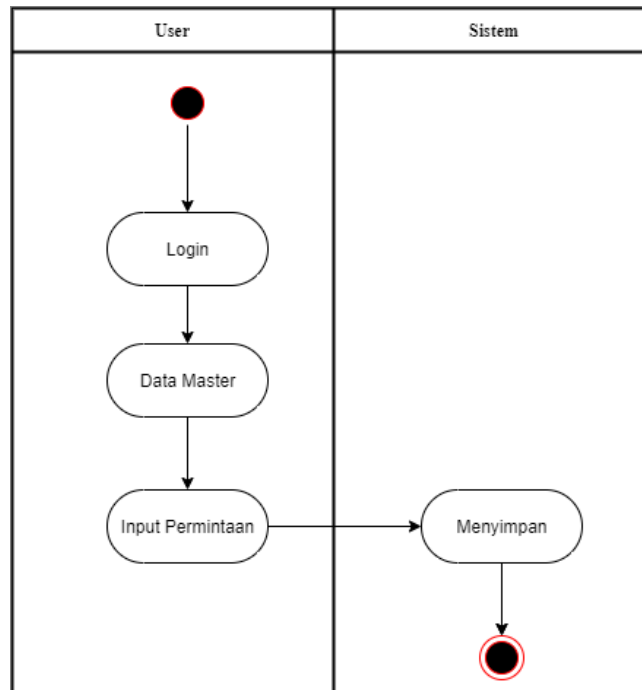 User
Sistem
Login
Data Master
Input Permintaan
Menyimpan